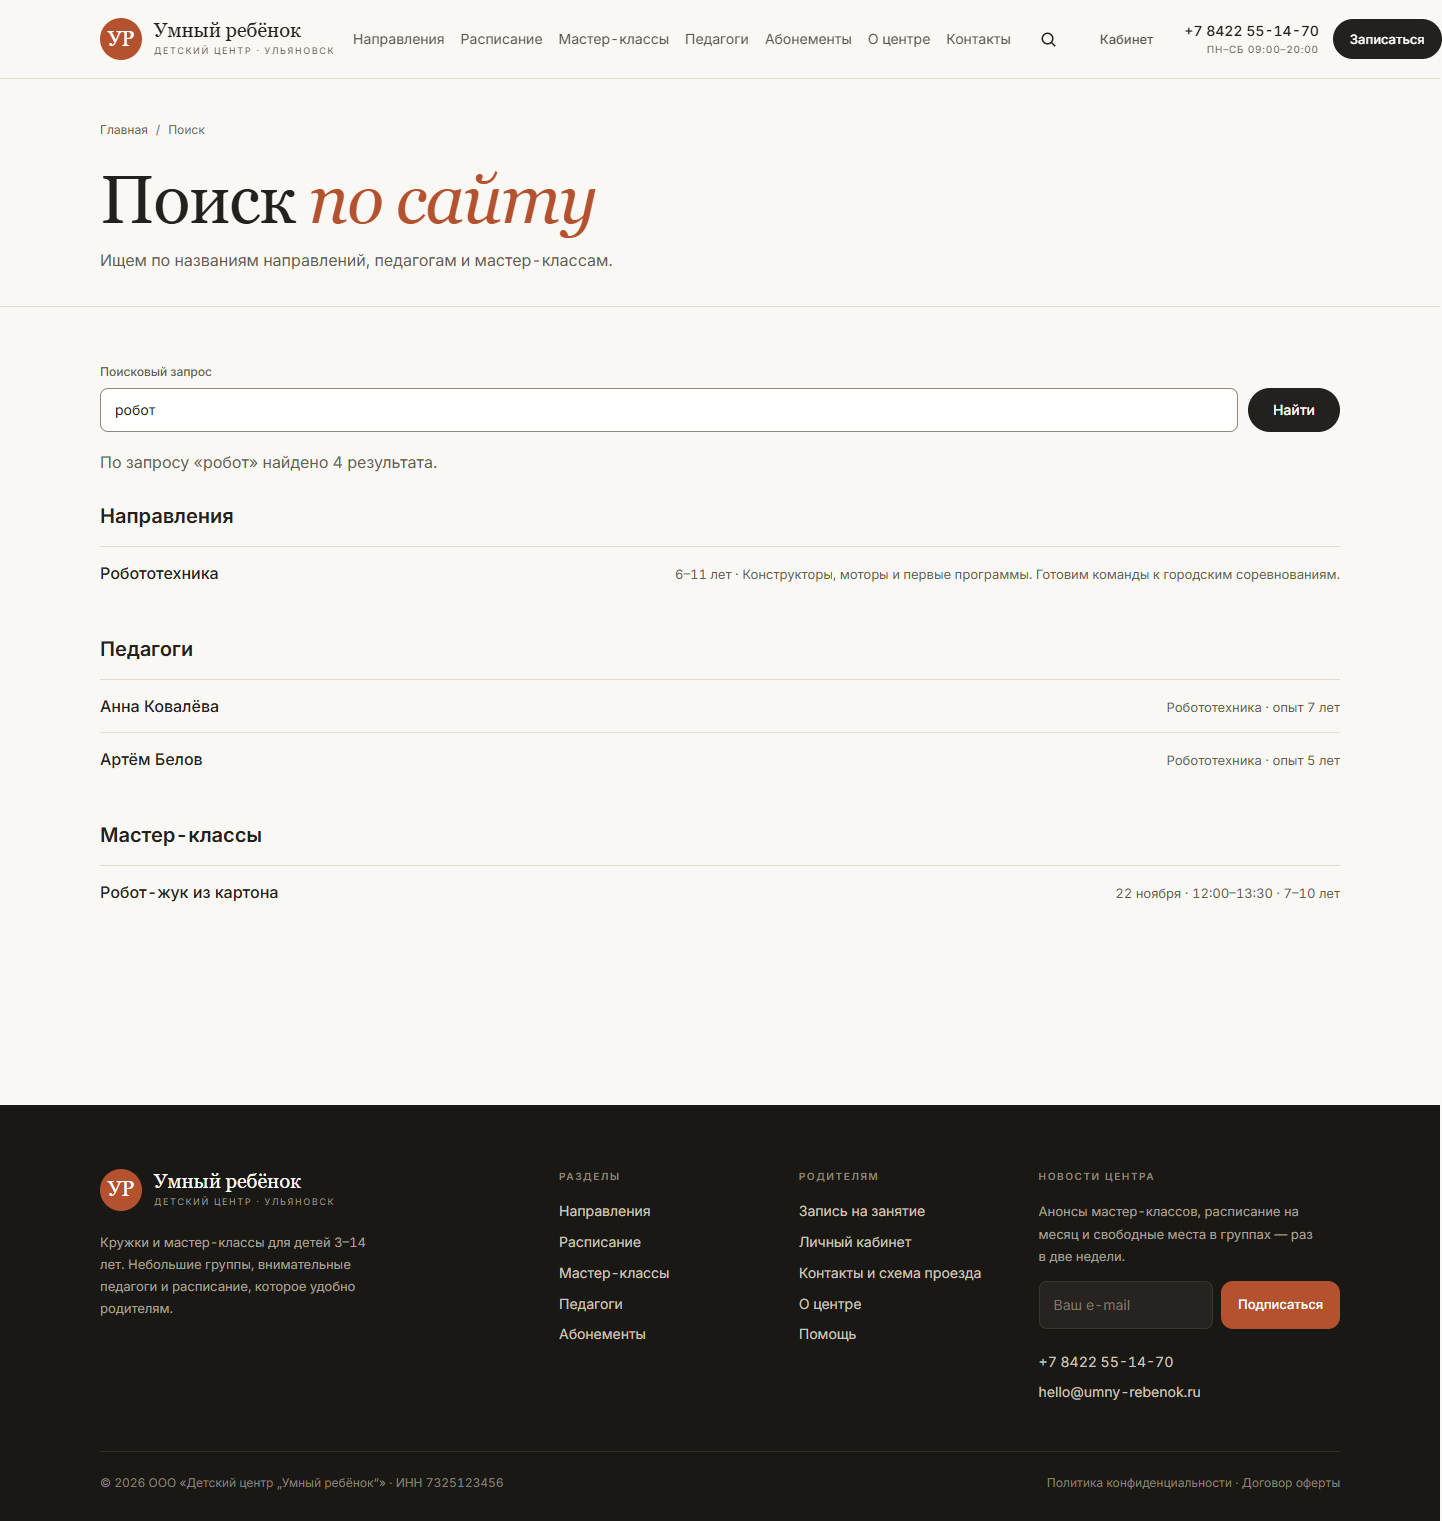 УР
Умный ребёнок
ДЕТСКИЙ ЦЕНТР · УЛЬЯНОВСК
Направления
Расписание
Мастер-классы
Педагоги
Абонементы
О центре
Контакты
Кабинет
+7 8422 55-14-70
ПН–СБ 09:00–20:00
Записаться
Главная / Поиск
Поиск по сайту
Ищем по названиям направлений, педагогам и мастер-классам.
Поисковый запрос
робот
Найти
По запросу «робот» найдено 4 результата.
Направления
Робототехника
6–11 лет · Конструкторы, моторы и первые программы. Готовим команды к городским соревнованиям.
Педагоги
Анна Ковалёва
Робототехника · опыт 7 лет
Артём Белов
Робототехника · опыт 5 лет
Мастер-классы
Робот-жук из картона
22 ноября · 12:00–13:30 · 7–10 лет
УР
Умный ребёнок
ДЕТСКИЙ ЦЕНТР · УЛЬЯНОВСК
Кружки и мастер-классы для детей 3–14
лет. Небольшие группы, внимательные
педагоги и расписание, которое удобно
родителям.
РАЗДЕЛЫ
Направления
Расписание
Мастер-классы
Педагоги
Абонементы
РОДИТЕЛЯМ
Запись на занятие
Личный кабинет
Контакты и схема проезда
О центре
Помощь
НОВОСТИ ЦЕНТРА
Анонсы мастер-классов, расписание на
месяц и свободные места в группах — раз
в две недели.
Ваш e-mail
Подписаться
+7 8422 55-14-70
hello@umny-rebenok.ru
© 2026 ООО «Детский центр „Умный ребёнок“» · ИНН 7325123456
Политика конфиденциальности · Договор оферты